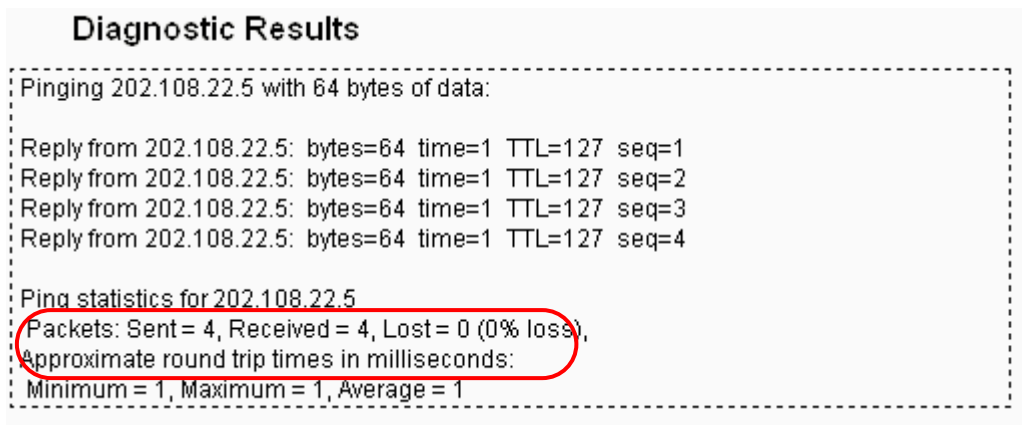 Diagnostic Results
Pinging 202.108.22.5 with 64 bytes of data:
Reply from 202.108.22.5: bytes=64 time=1 TTL=127 seq=1
Reply from 202.108.22.5: bytes=64 time=1 TTL=127 seq=2
Reply from 202.108.22.5: bytes=64 time=1 TTL=127 seq=3
Reply from 202.108.22.5: bytes=64 time=1 TTL=127 seq=4
Ping statistics for 202.108.22.5
Packets: Sent = 4, Received = 4, Lost = 0 (0% loss),
Approximate round trip times in milliseconds:
Minimum = 1, Maximum = 1, Average = 1